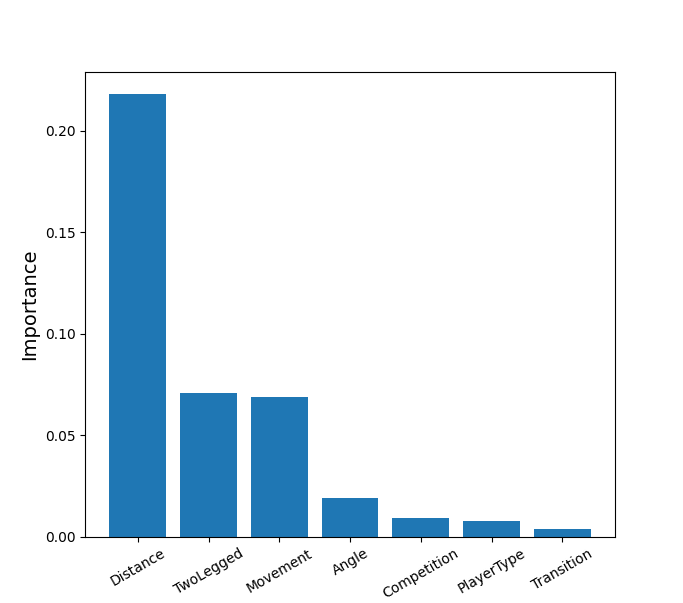 0.20
0.15
0.10
0.05
0.00
Importance
Distance
TwoLegged
Movement
Angle
Competition
PlayerType
Transition